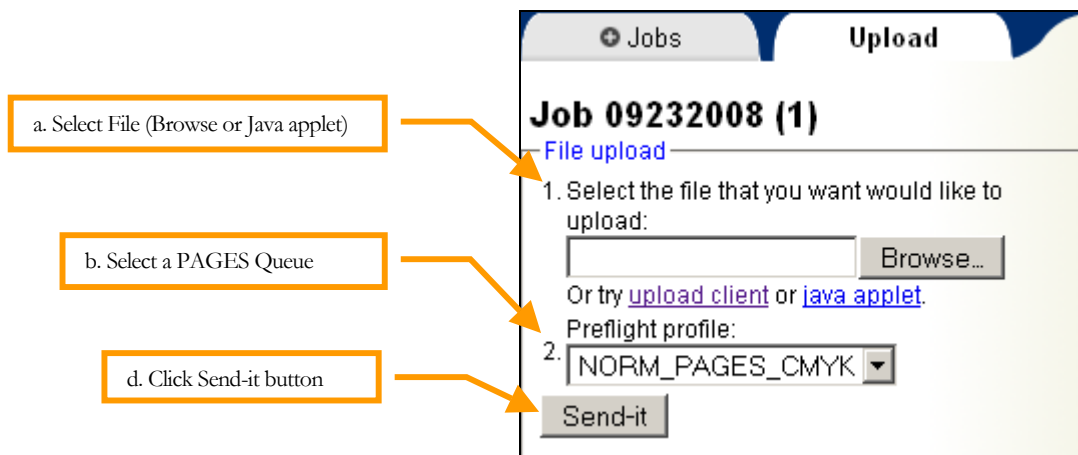 Jobs
Upload
Job 09232008 (1)
a. Select File (Browse or Java applet)
File upload
1. Select the file that you want would like to
upload:
Browse...
b. Select a PAGES Queue
Or try upload client or java applet.
Preflight profile:
2.
NORM_PAGES_CMYK
d. Click Send-it button
Send-it